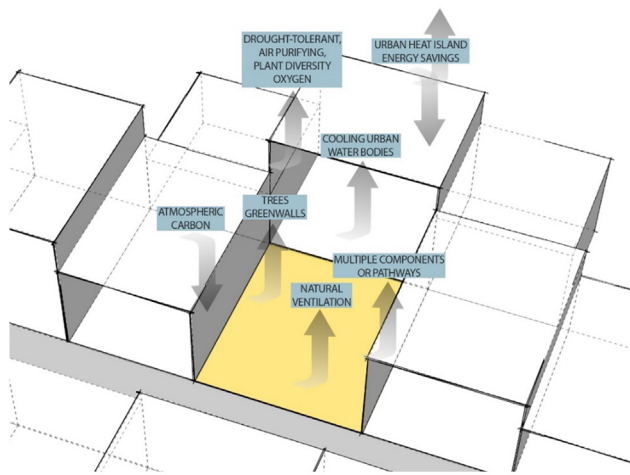 DROUGHT-TOLERANT,
AIR PURIFYING,
PLANT DIVERSITY
OXYGEN
URBAN HEAT ISLAND
ENERGY SAVINGS
COOLING URBAN
WATER BODIES
TREES
GREENWALLS
ATMOSPHERIC
CARBON
MULTIPLE COMPONENTS
OR PATHWAYS
NATURAL
VENTILATION